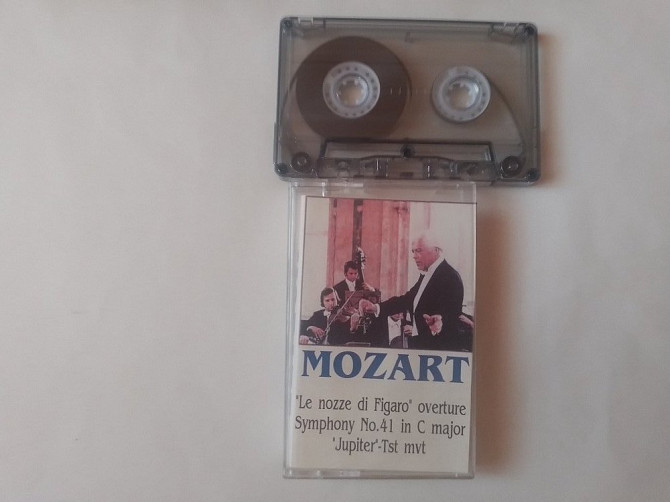 MOZART
"Le nozze di Figaro" overture
Symphony No.41 in C major
"Jupiter"-Tst mvt